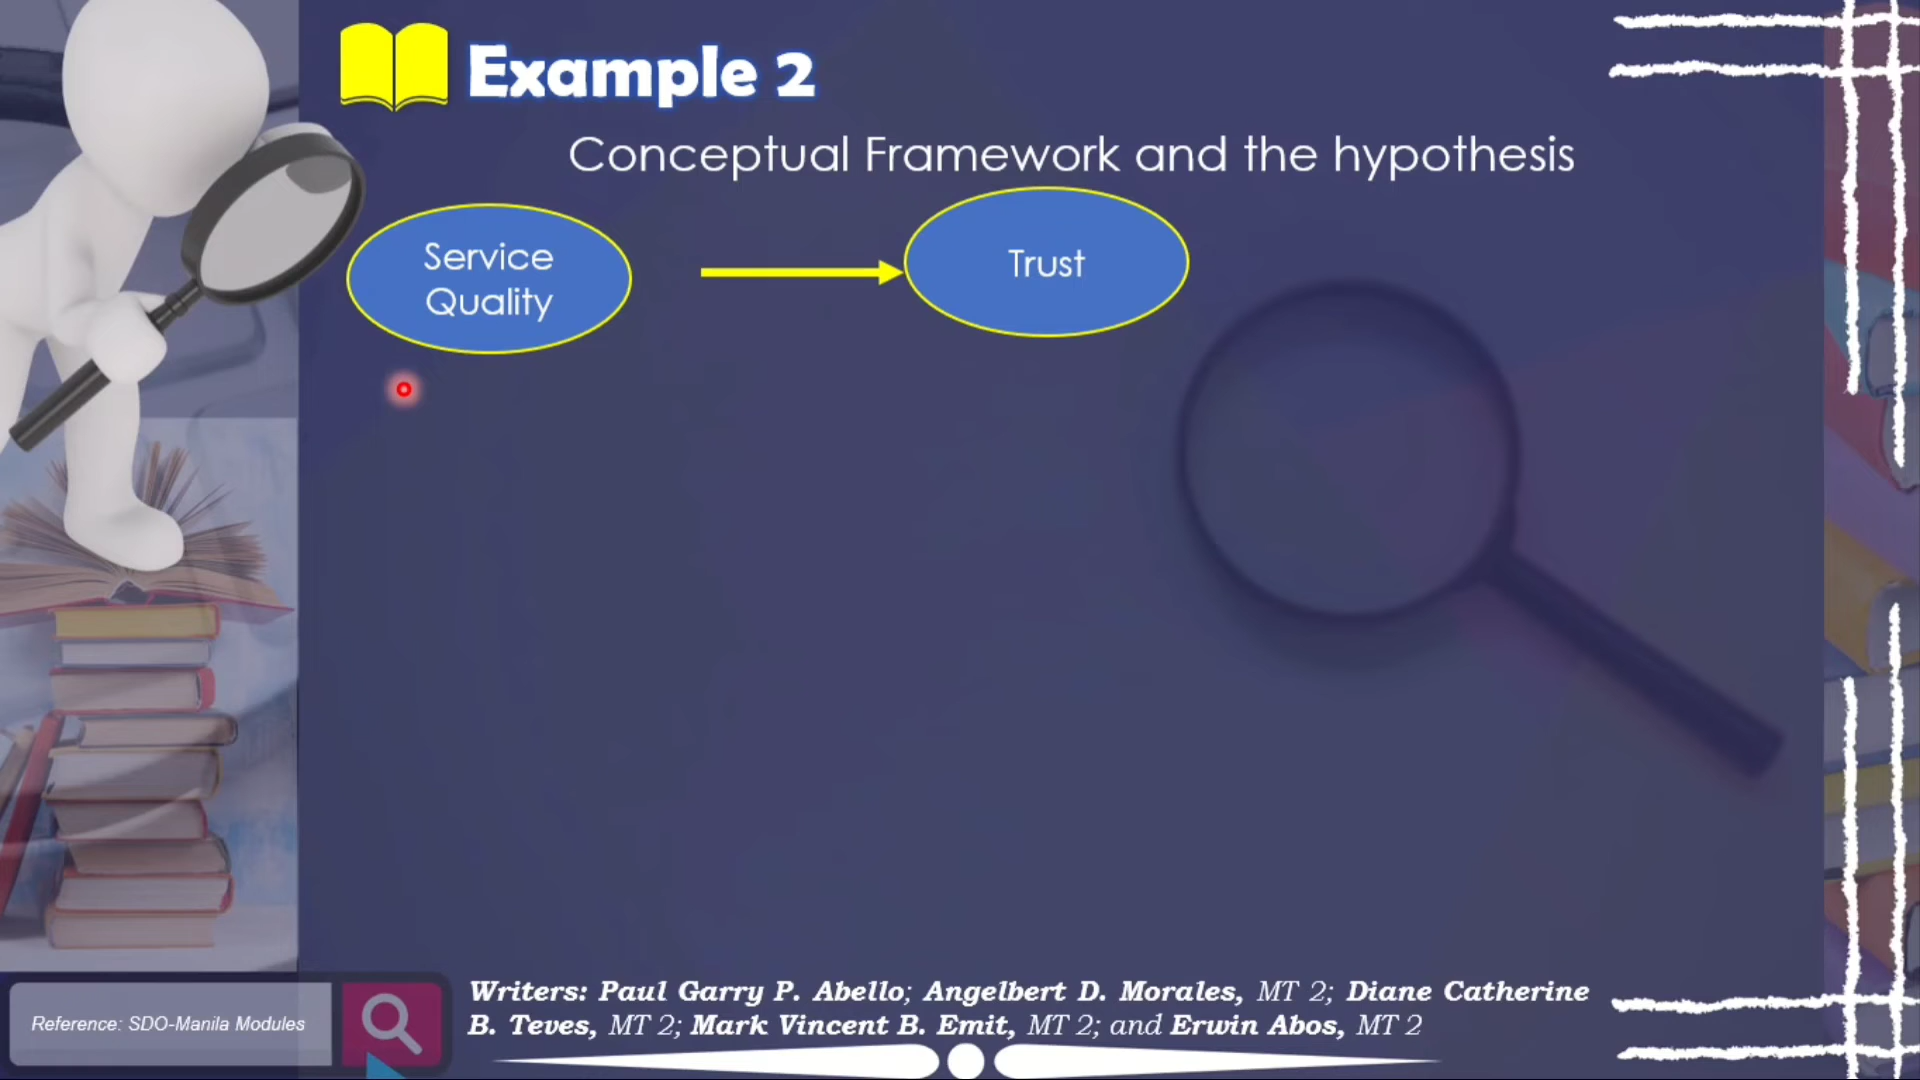 Example 2
Conceptual Framework and the hypothesis
Service
Quality
Trust
Reference: SDO-Manila Modules
Writers: Paul Garry P. Abello; Angelbert D. Morales, MT 2; Diane Catherine
B. Teves, MT 2; Mark Vincent B. Emit, MT 2; and Erwin Abos, MT 2